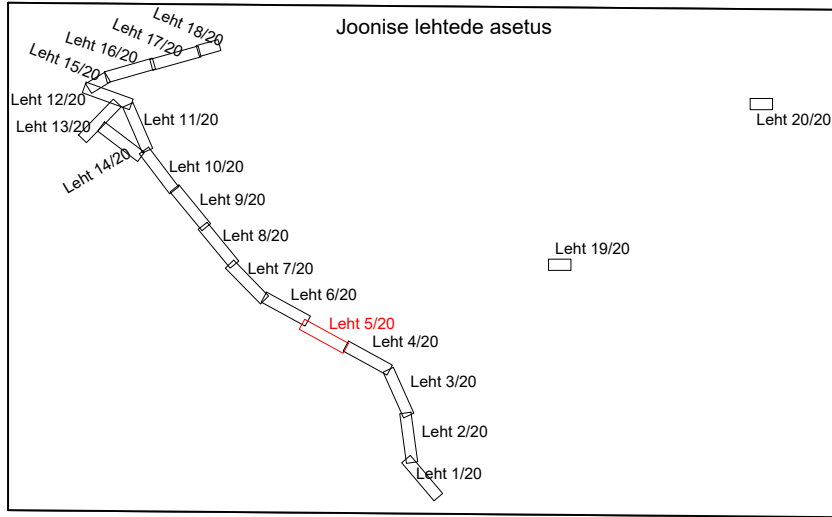 Joonise lehtede asetus
Leht 18/20
Leht 17/20
Leht 16/20
Leht 15/20
Leht 12/20
Leht 13/20
Leht 11/20
Leht 14/20
Leht 10/20
Leht 9/20
Leht 8/20
Leht 7/20
Leht 6/20
Leht 5/20
Leht 4/20
Leht 3/20
Leht 2/20
Leht 1/20
Leht 20/20
Leht 19/20